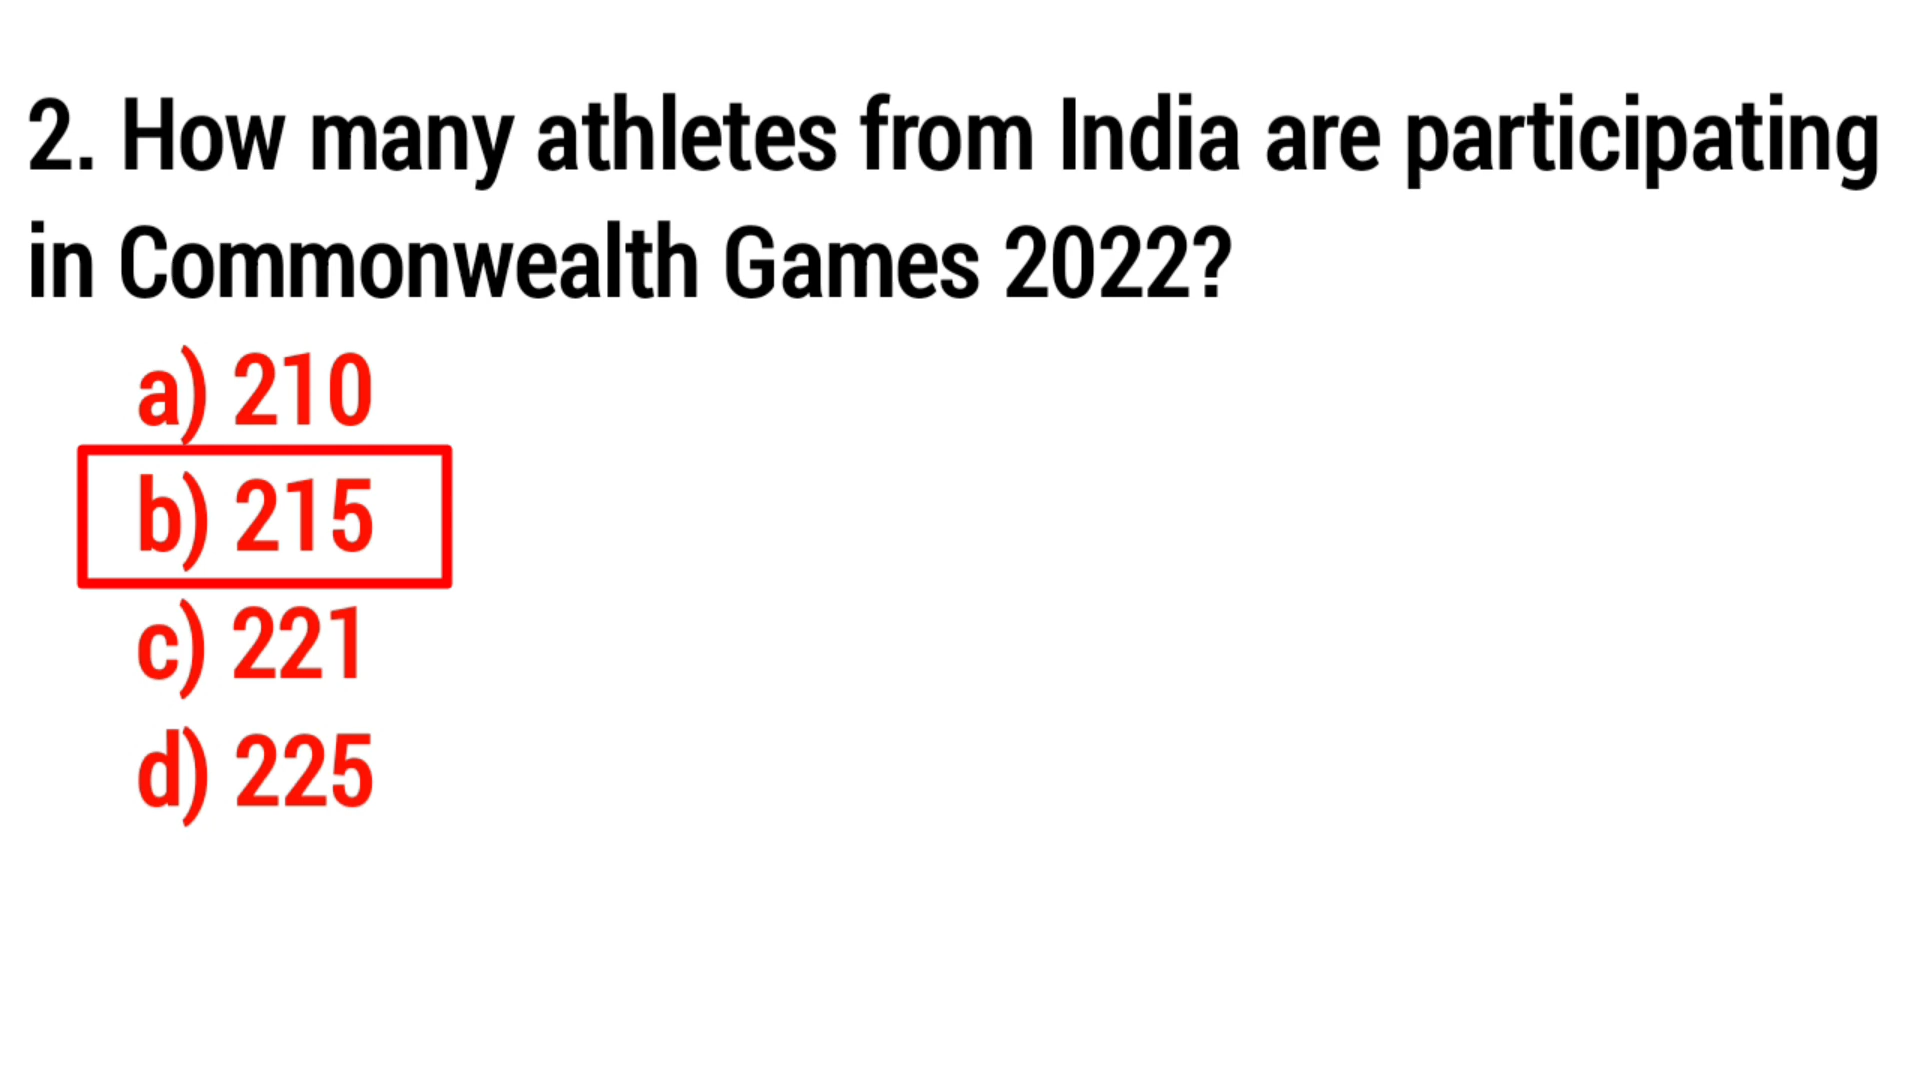 2. How many athletes from India are participating
in Commonwealth Games 2022?
a) 210
b) 215
c) 221
d) 225